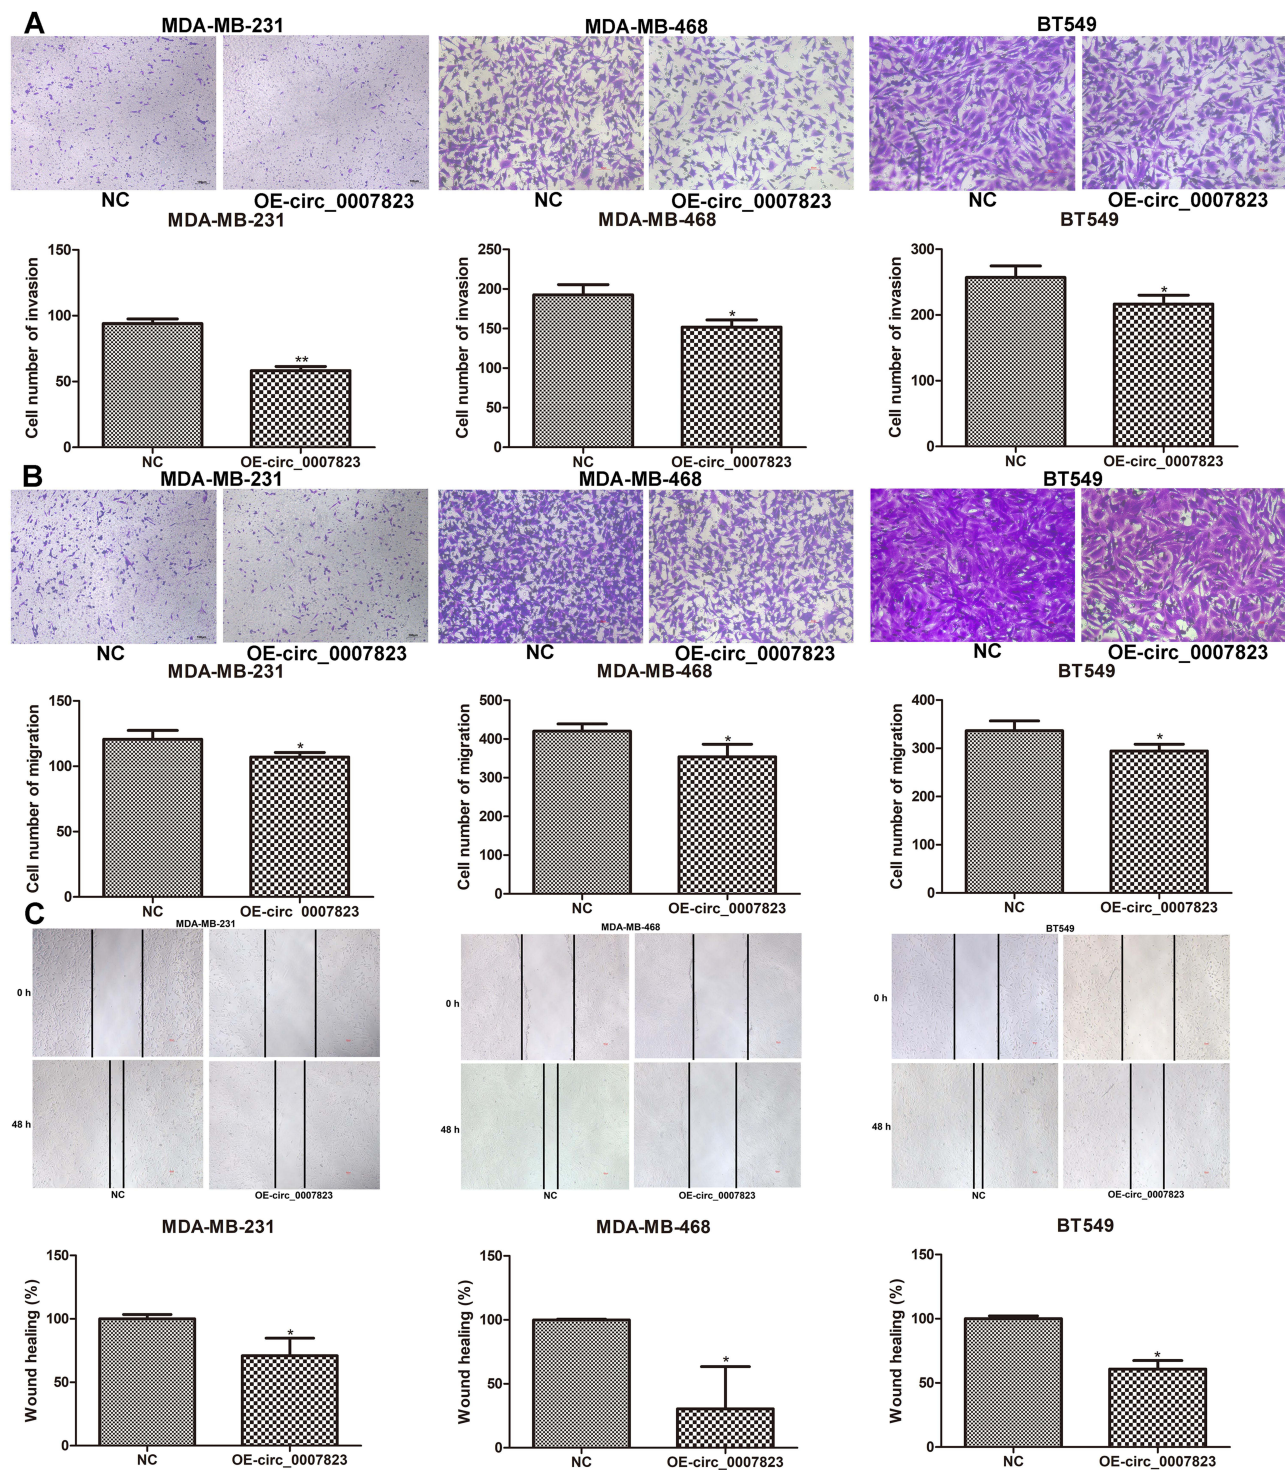 A
MDA-MB-231 MDA-MB-468 BT549
NC OE-circ_0007823 NC OE-circ_0007823 NC OE-circ_0007823
MDA-MB-231 MDA-MB-468 BT549
Cell number of invasion
150
100
50
0
**
NC OE-circ_0007823
Cell number of invasion
250
200
150
100
50
0
*
NC OE-circ_0007823
Cell number of invasion
300
200
100
0
*
NC OE-circ_0007823
B
MDA-MB-231 MDA-MB-468 BT549
NC OE-circ_0007823 NC OE-circ_0007823 NC OE-circ_0007823
MDA-MB-231 MDA-MB-468 BT549
Cell number of migration
150
100
50
0
*
NC OE-circ_0007823
Cell number of migration
500
400
300
200
100
0
*
NC OE-circ_0007823
Cell number of migration
400
300
200
100
0
*
NC OE-circ_0007823
C
MDA-MB-231 MDA-MB-468 BT549
0 h 0 h 0 h
48 h 48 h 48 h
NC OE-circ_0007823 NC OE-circ_0007823 NC OE-circ_0007823
MDA-MB-231 MDA-MB-468 BT549
Wound healing (%)
150
100
50
0
*
NC OE-circ_0007823
Wound healing (%)
150
100
50
0
*
NC OE-circ_0007823
Wound healing (%)
150
100
50
0
*
NC OE-circ_0007823